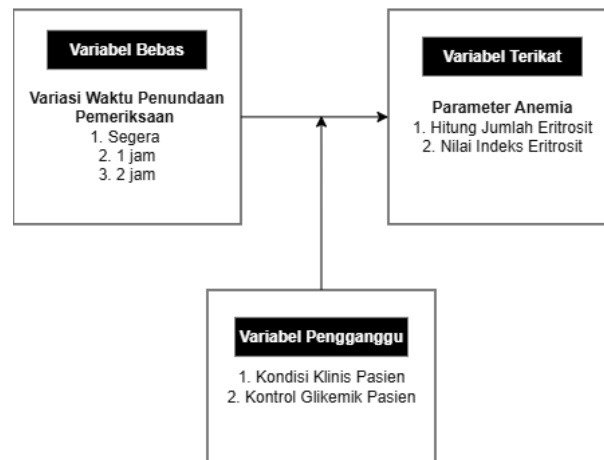 Variabel Bebas
Variasi Waktu Penundaan
Pemeriksaan
1. Segera
2. 1 jam
3. 2 jam
Variabel Terikat
Parameter Anemia
1. Hitung Jumlah Eritrosit
2. Nilai Indeks Eritrosit
Variabel Pengganggu
1. Kondisi Klinis Pasien
2. Kontrol Glikemik Pasien